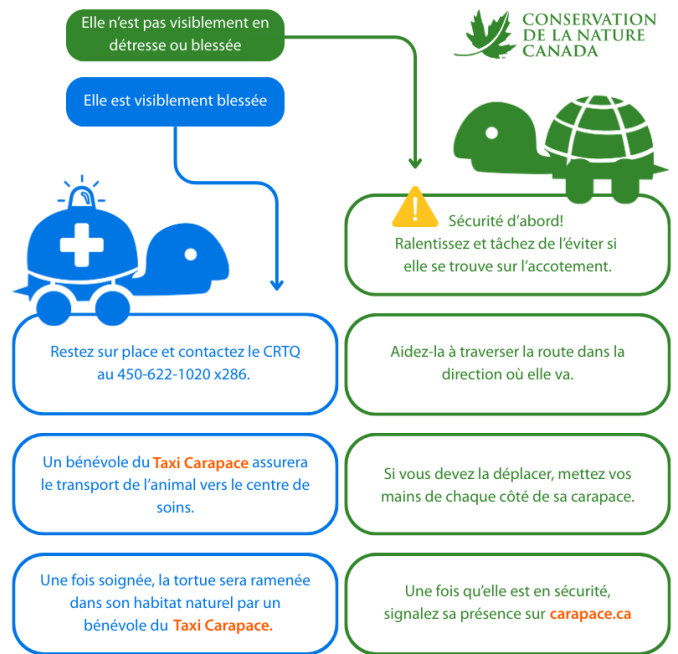 Elle n'est pas visiblement en
détresse ou blessée
CONSERVATION
DE LA NATURE
CANADA
Elle est visiblement blessée
Sécurité d'abord!
Ralentissez et tâchez de l'éviter si
elle se trouve sur l'accotement.
Restez sur place et contactez le CRTQ
au 450-622-1020 x286.
Aidez-la à traverser la route dans la
direction où elle va.
Un bénévole du Taxi Carapace assurera
le transport de l'animal vers le centre de
soins.
Si vous devez la déplacer, mettez vos
mains de chaque côté de sa carapace.
Une fois soignée, la tortue sera ramenée
dans son habitat naturel par un
bénévole du Taxi Carapace.
Une fois qu'elle est en sécurité,
signalez sa présence sur carapace.ca